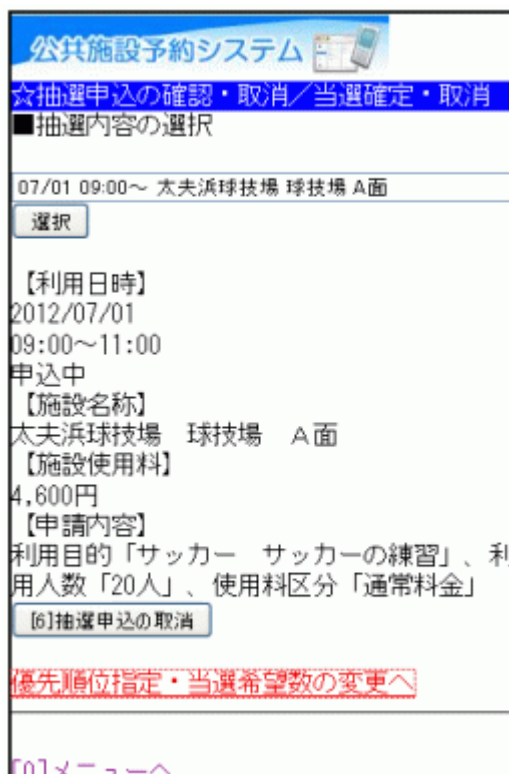 公共施設予約システム
☆抽選申込の確認・取消／当選確定・取消
■抽選内容の選択
07/01 09:00～ 太夫浜球技場 球技場 A面
選択
【利用日時】
2012/07/01
09:00～11:00
申込中
【施設名称】
太夫浜球技場　球技場　Ａ面
【施設使用料】
4,600円
【申請内容】
利用目的「サッカー　サッカーの練習」、利
用人数「20人」、使用料区分「通常料金」
[6]抽選申込の取消
優先順位指定・当選希望数の変更へ
[0]メニューへ